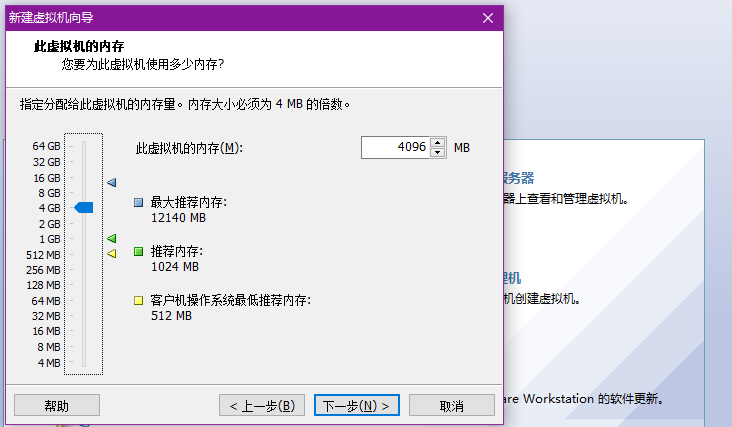 新建虚拟机向导
此虚拟机的内存
您要为此虚拟机使用多少内存?
指定分配给此虚拟机的内存量。内存大小必须为 4 MB 的倍数。
64 GB
32 GB
16 GB
8 GB
4 GB
2 GB
1 GB
512 MB
256 MB
128 MB
64 MB
32 MB
16 MB
8 MB
4 MB
此虚拟机的内存(M):
4096
MB
最大推荐内存:
12140 MB
推荐内存:
1024 MB
客户机操作系统最低推荐内存:
512 MB
帮助
< 上一步(B)
下一步(N) >
取消
服务器
器上查看和管理虚拟机。
理机
机创建虚拟机。
are Workstation 的软件更新。